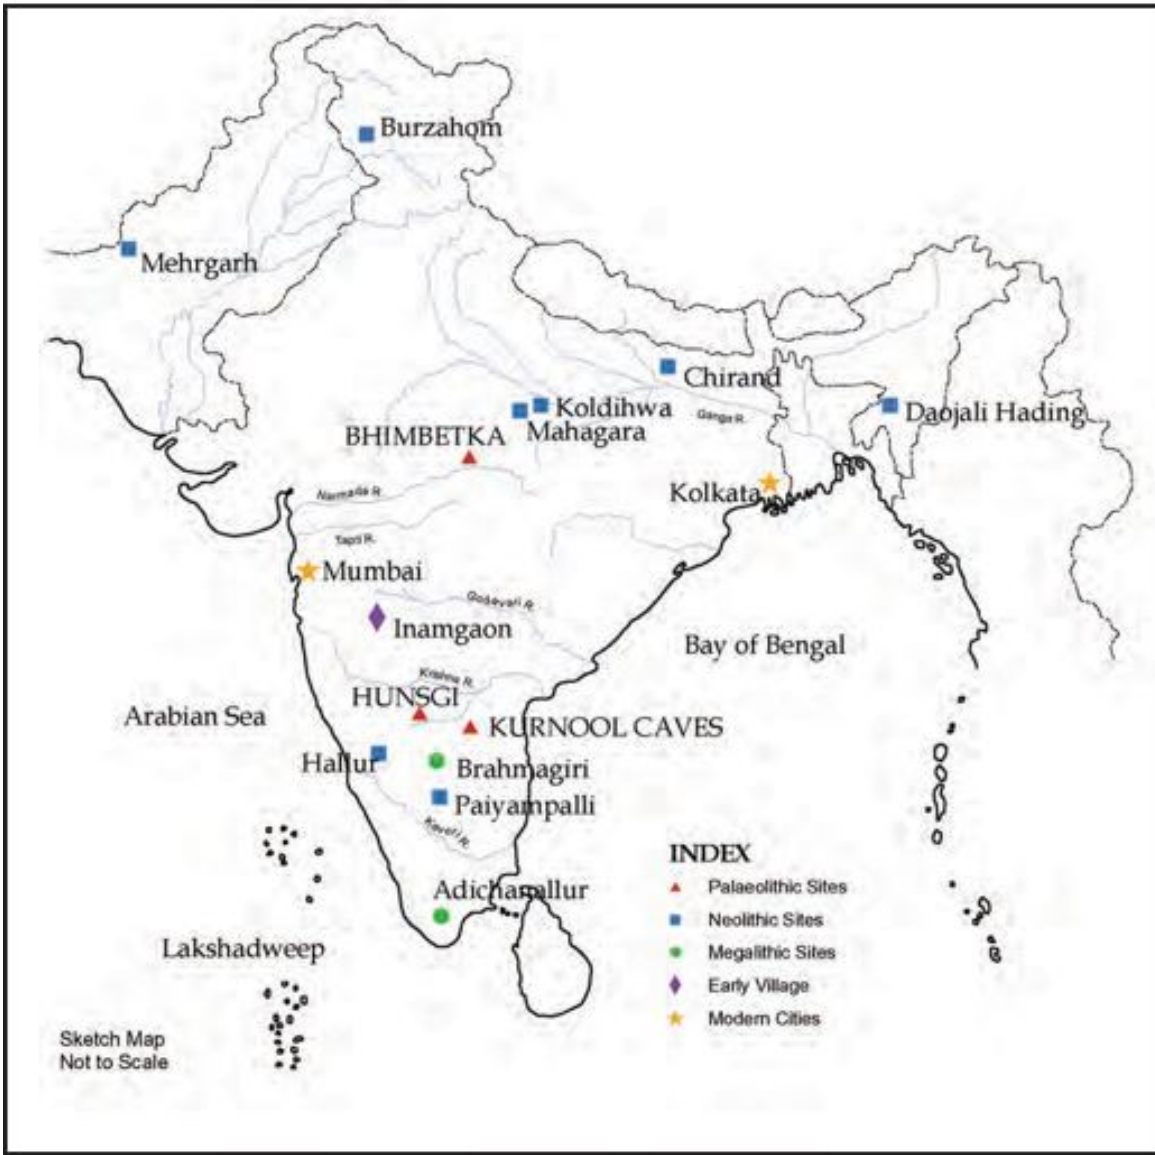 Burzahom
Mehrgarh
Chirand
Koldihwa
Mahagara
Daojali Hading
Ganga R.
BHIMBETKA
Kolkata
Narmada R.
Tapti R.
Mumbai
Godavari R.
Inamgaon
Bay of Bengal
Krishna R.
HUNSGI
Arabian Sea
KURNOOL CAVES
Hallur
Brahmagiri
Paiyampalli
Kaveri R.
Adichanallur
Lakshadweep
INDEX
Palaeolithic Sites
Neolithic Sites
Megalithic Sites
Early Village
Modern Cities
Sketch Map
Not to Scale